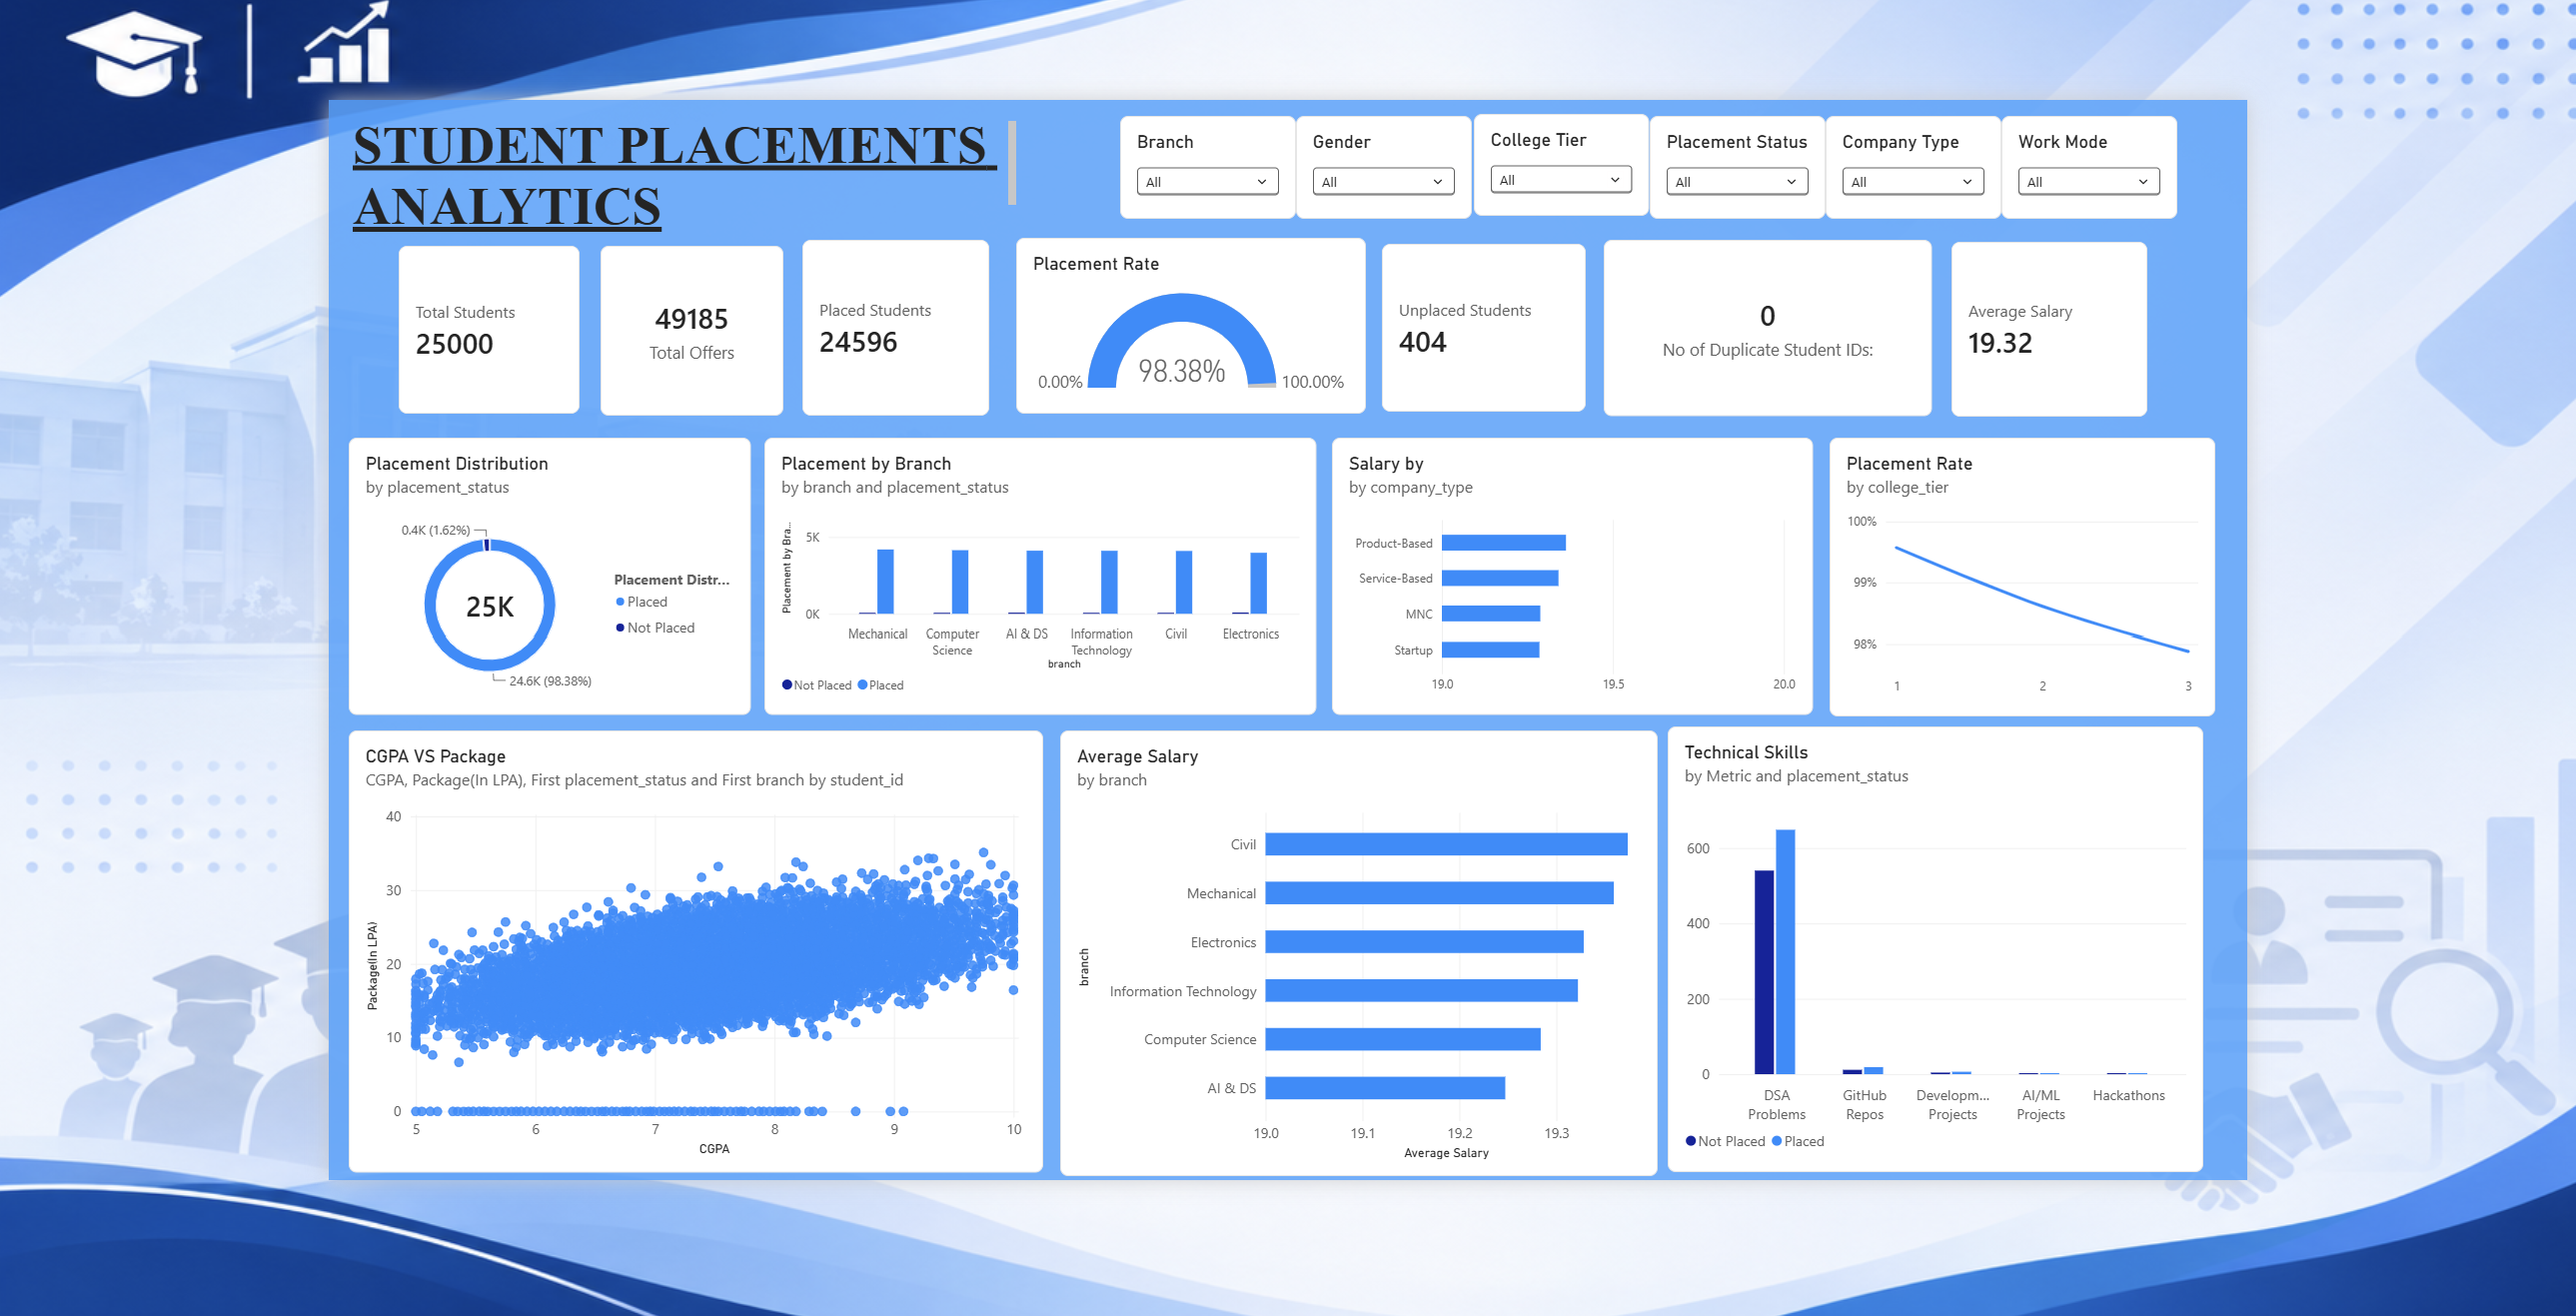 STUDENT PLACEMENTS
ANALYTICS
Branch
All
Gender
All
College Tier
All
Placement Status
All
Company Type
All
Work Mode
All
Total Students
25000
49185
Total Offers
Placed Students
24596
Placement Rate
98.38%
0.00%
100.00%
Unplaced Students
404
0
No of Duplicate Student IDs:
Average Salary
19.32
Placement Distribution
by placement_status
0.4K (1.62%)
25K
24.6K (98.38%)
Placement Distr...
Placed
Not Placed
Placement by Branch
by branch and placement_status
Placement by Bra...
5K
0K
Mechanical
Computer
Science
AI & DS
Information
Technology
Civil
Electronics
branch
Not Placed Placed
Salary by
by company_type
Product-Based
Service-Based
MNC
Startup
19.0 19.5 20.0
Placement Rate
by college_tier
100%
99%
98%
1 2 3
CGPA VS Package
CGPA, Package(In LPA), First placement_status and First branch by student_id
Package(In LPA)
40
30
20
10
0
5 6 7 8 9 10
CGPA
Average Salary
by branch
branch
Civil
Mechanical
Electronics
Information Technology
Computer Science
AI & DS
19.0 19.1 19.2 19.3
Average Salary
Technical Skills
by Metric and placement_status
600
400
200
0
DSA
Problems
GitHub
Repos
Developm...
Projects
AI/ML
Projects
Hackathons
Not Placed Placed